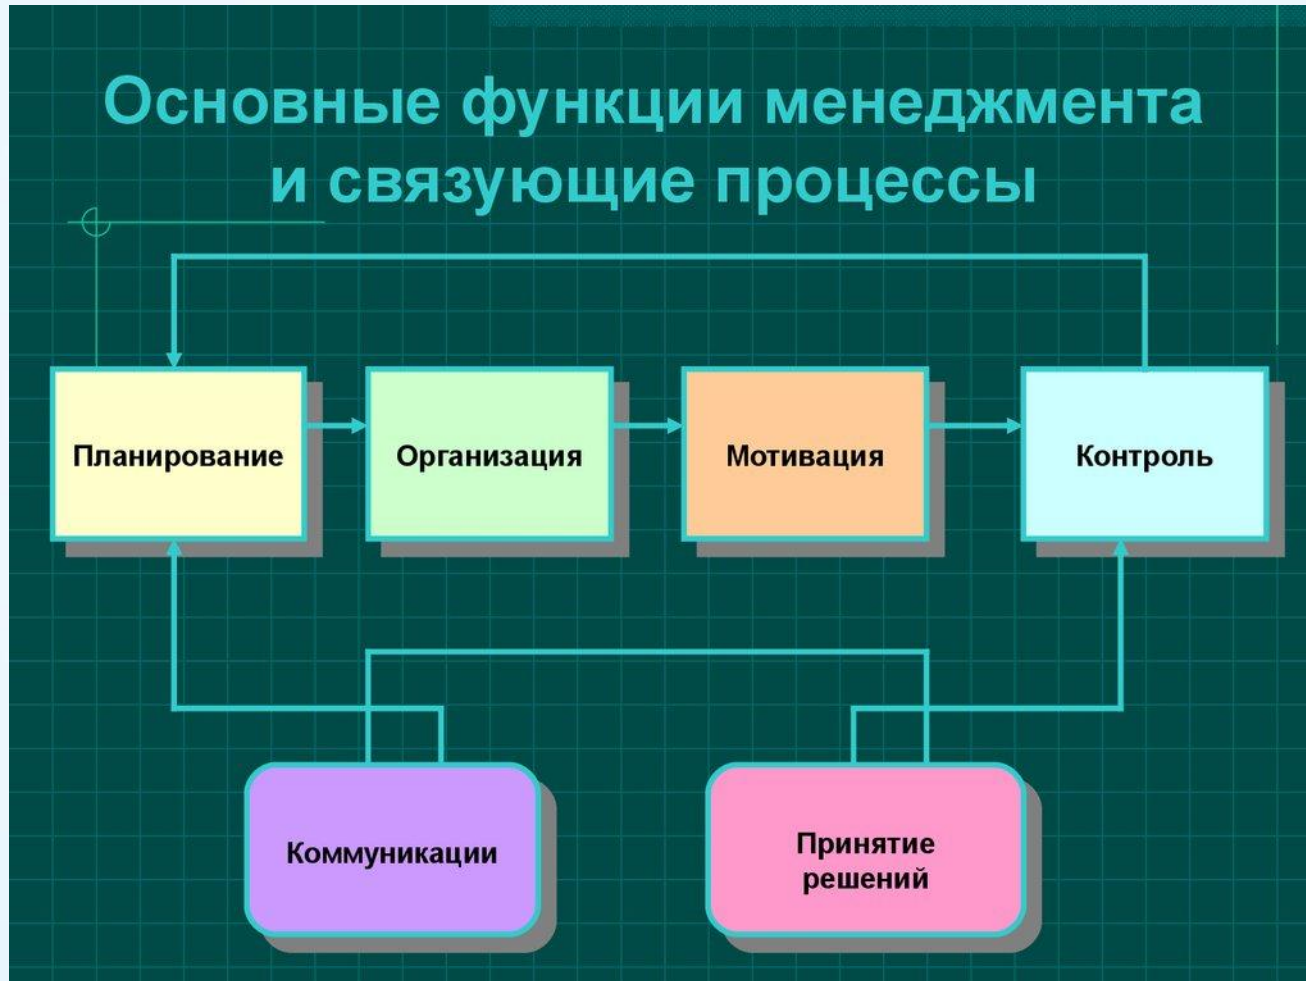 Основные функции менеджмента
и связующие процессы
Планирование
Организация
Мотивация
Контроль
Коммуникации
Принятие
решений